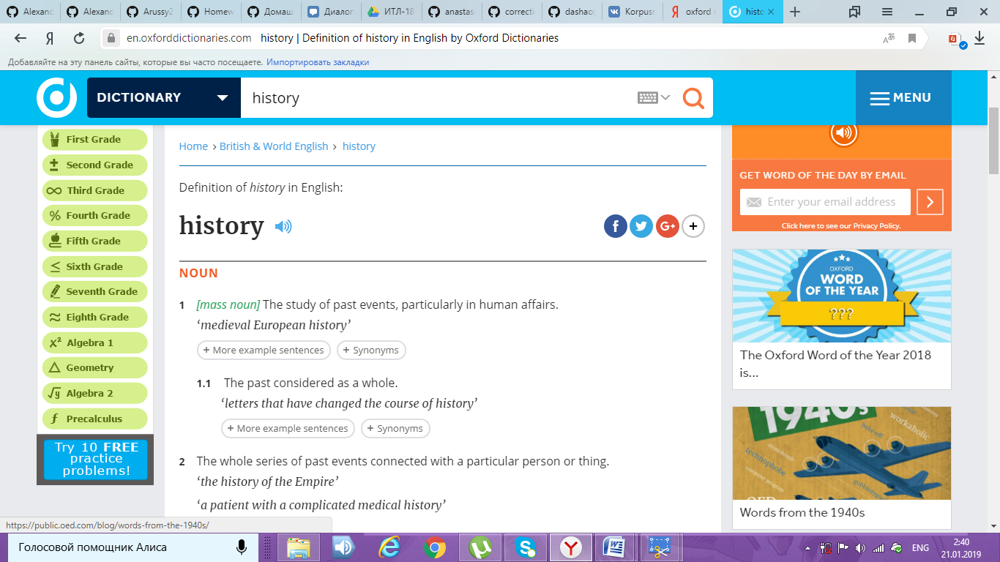 Alexand
Alexand
ArussyZ
Homew
Домаш
Диалог
ИТЛ-18
anastas
correcti
dashaop
Korpus
oxford
histo
en.oxforddictionaries.com history | Definition of history in English by Oxford Dictionaries
Добавляйте на эту панель сайты, которые вы часто посещаете. Импортировать закладки
DICTIONARY
history
MENU
First Grade
Second Grade
Third Grade
Fourth Grade
Fifth Grade
Sixth Grade
Seventh Grade
Eighth Grade
x² Algebra 1
Geometry
√y Algebra 2
f Precalculus
Try 10 FREE
practice
problems!
Home › British & World English › history
Definition of history in English:
history
NOUN
1 [mass noun] The study of past events, particularly in human affairs.
‘medieval European history’
+ More example sentences + Synonyms
1.1 The past considered as a whole.
‘letters that have changed the course of history’
+ More example sentences + Synonyms
2 The whole series of past events connected with a particular person or thing.
‘the history of the Empire’
‘a patient with a complicated medical history’
GET WORD OF THE DAY BY EMAIL
Enter your email address
Click here to see our Privacy Policy.
OXFORD
WORD
OF THE YEAR
???
The Oxford Word of the Year 2018
is...
1940s
workaholic
bake-off
technophobe
computer program
gobbledygook
OED
Words from the 1940s
https://public.oed.com/blog/words-from-the-1940s/
Голосовой помощник Алиса
ENG
2:40
21.01.2019